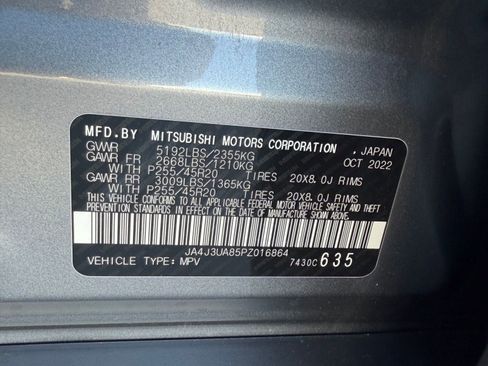 MFD.BY MITSUBISHI MOTORS CORPORATION , JAPAN
GVWR 5192LBS/2355KG OCT 2022
GAWR FR 2668LBS/1210KG
WITH P255/45R20 TIRES 20X8.0J RIMS
GAWR RR 3009LBS/1365KG
WITH P255/45R20 TIRES 20X8.0J RIMS
THIS VEHICLE CONFORMS TO ALL APPLICABLE FEDERAL MOTOR VEHICLE SAFETY AND THEFT
PREVENTION STANDARDS IN EFFECT ON THE DATE OF MANUFACTURE SHOWN ABOVE.
JA4J3UA85PZ016864
VEHICLE TYPE:MPV 7430C 635